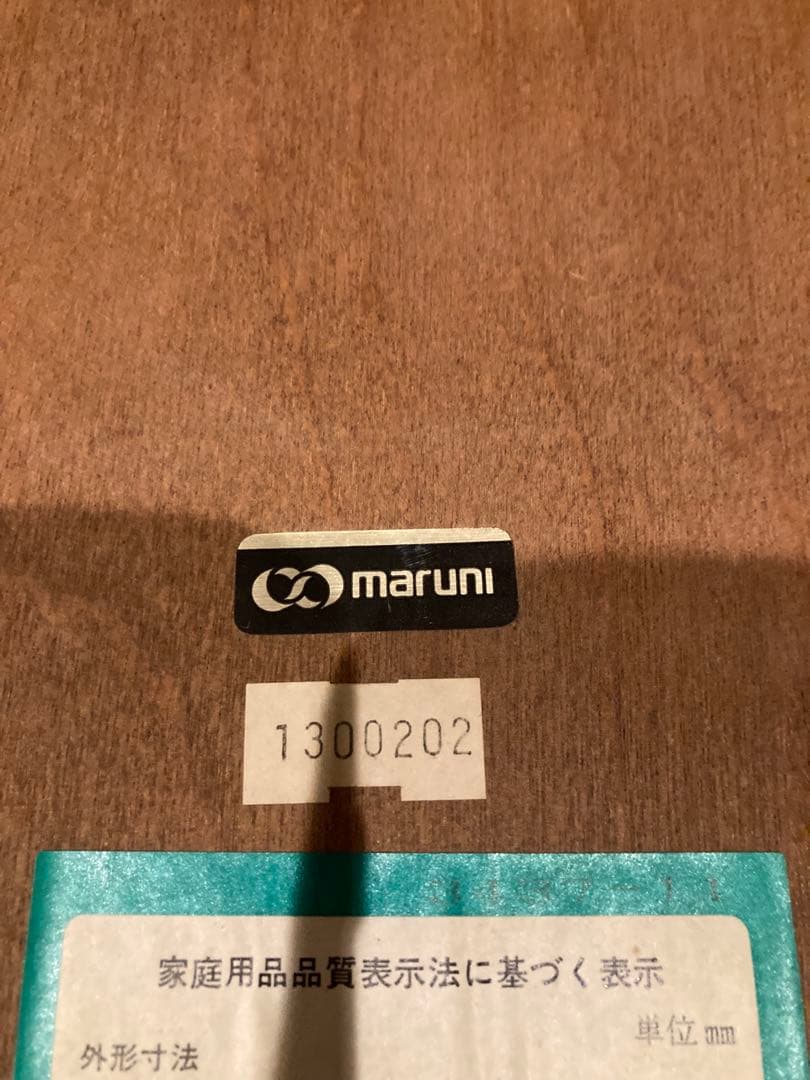 maruni
1300202
家庭用品品質表示法に基づく表示
単位mm
外形寸法